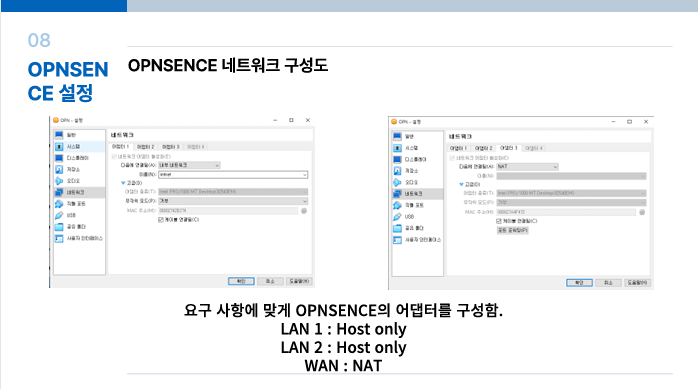 08
OPNSEN
CE 설정
OPNSENCE 네트워크 구성도
OPN - 설정
일반
시스템
디스플레이
저장소
오디오
네트워크
직렬 포트
USB
공유 폴더
사용자 인터페이스
네트워크
어댑터 1 어댑터 2 어댑터 3 어댑터 4
네트워크 어댑터 활성화(E)
다음에 연결됨(A): 내부 네트워크
이름(N): intnet
고급(D)
어댑터 종류(T): Intel PRO/1000 MT Desktop (82540EM)
무작위 모드(P): 거부
MAC 주소(M):
케이블 연결됨(C)
확인 취소 도움말(H)
OPN - 설정
일반
시스템
디스플레이
저장소
오디오
네트워크
직렬 포트
USB
공유 폴더
사용자 인터페이스
네트워크
어댑터 1 어댑터 2 어댑터 3 어댑터 4
네트워크 어댑터 활성화(E)
다음에 연결됨(A): NAT
이름(N):
고급(D)
어댑터 종류(T): Intel PRO/1000 MT Desktop (82540EM)
무작위 모드(P): 거부
MAC 주소(M):
케이블 연결됨(C)
포트 포워딩(P)
확인 취소 도움말(H)
요구 사항에 맞게 OPNSENCE의 어댑터를 구성함.
LAN 1 : Host only
LAN 2 : Host only
WAN : NAT